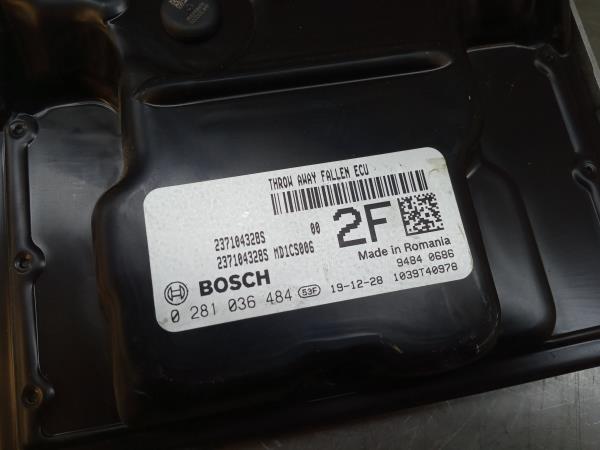 THROW AWAY FALLEN ECU
237104328S 00
237104328S MD1CS006
2F
Made in Romania
BOSCH
9484 0686
0 281 036 484 53F 19-12-28 1039T40978